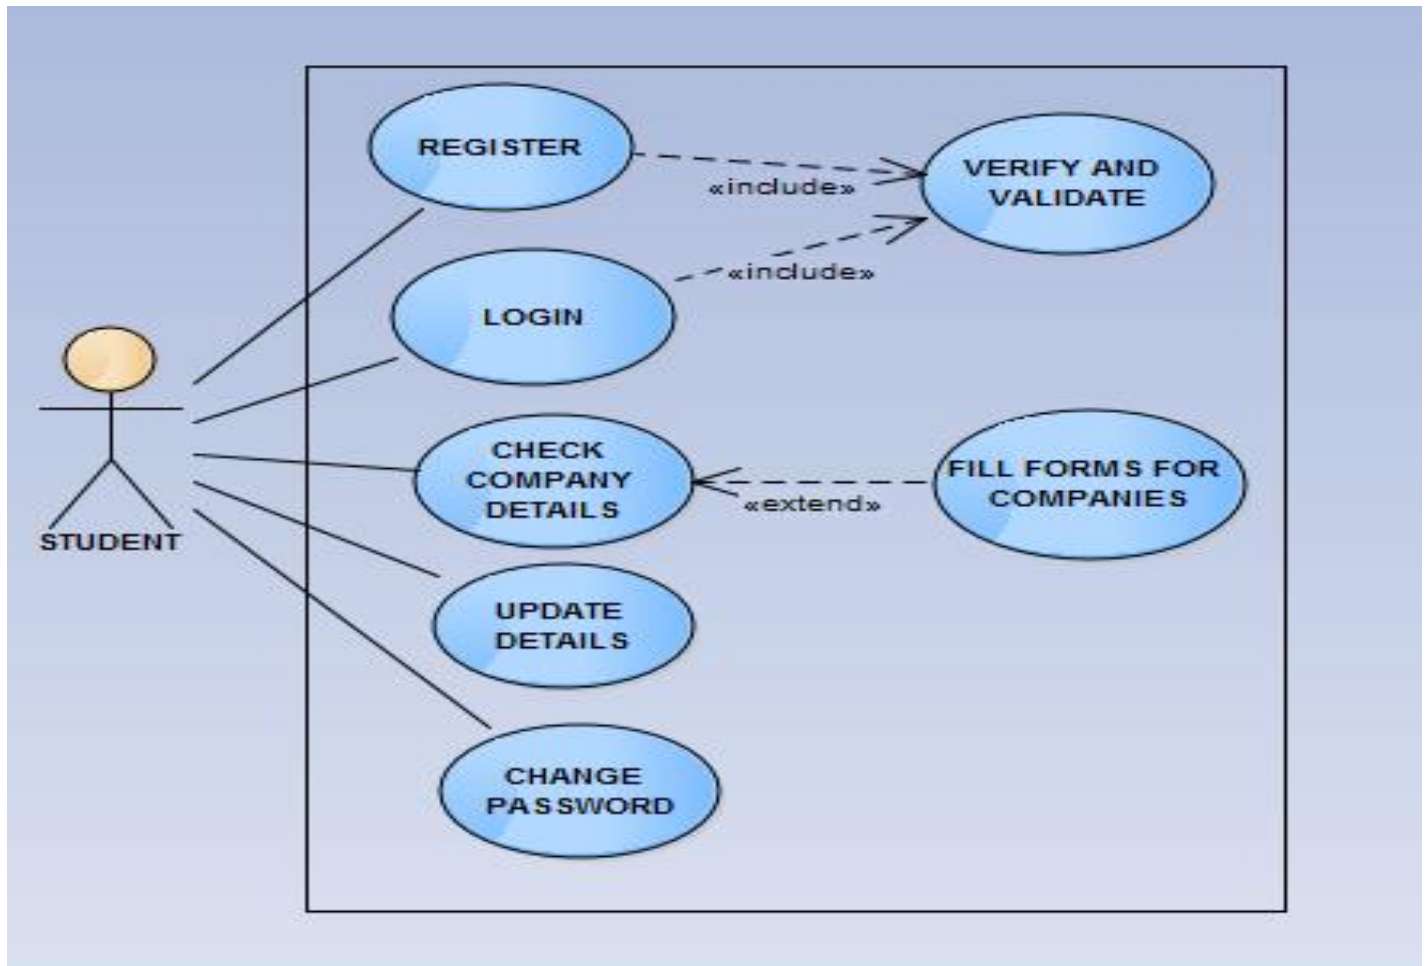 REGISTER
«include»
VERIFY AND
VALIDATE
LOGIN
«include»
CHECK
COMPANY
DETAILS
«extend»
FILL FORMS FOR
COMPANIES
STUDENT
UPDATE
DETAILS
CHANGE
PASSWORD